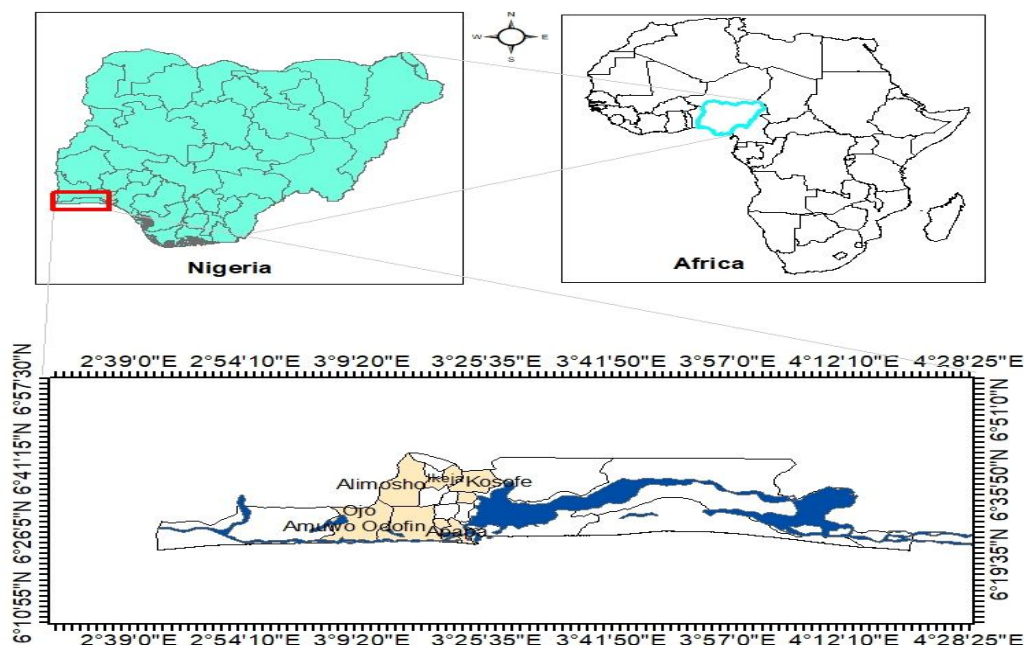 N
W E
S
Nigeria
Africa
2°39'0"E 2°54'10"E 3°9'20"E 3°25'35"E 3°41'50"E 3°57'0"E 4°12'10"E 4°28'25"E
6°10'55"N 6°26'5"N 6°41'15"N 6°57'30"N
6°19'35"N 6°35'50"N 6°51'0"N
Ikeja
Alimosho Kosofe
Ojo
Amuwo Odofin Apapa
2°39'0"E 2°54'10"E 3°9'20"E 3°25'35"E 3°41'50"E 3°57'0"E 4°12'10"E 4°28'25"E